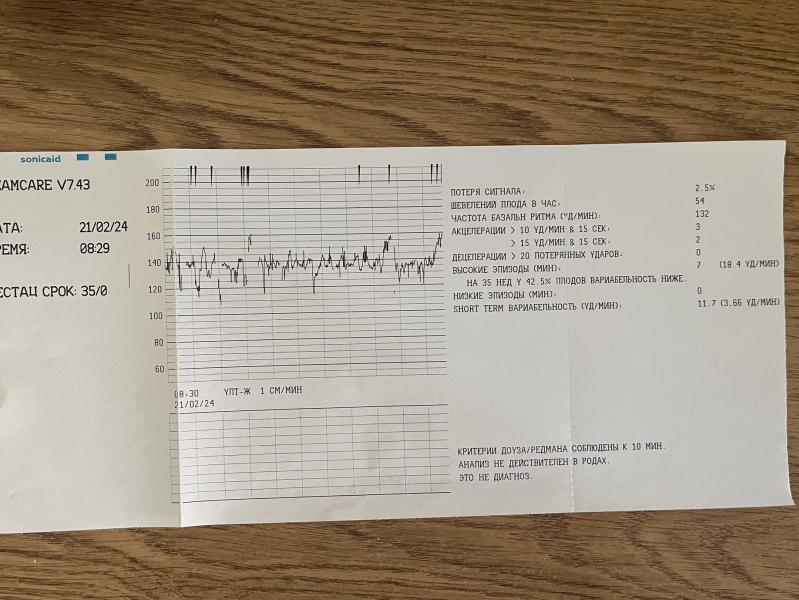 sonicaid
AMCARE V7.43
АТА: 21/02/24
РЕМЯ: 08:29
ЕСТАЦ СРОК: 35/0
200
180
160
140
120
100
80
60
08:30 УЛТ-Ж 1 СМ/МИН
21/02/24
ПОТЕРЯ СИГНАЛА: 2.5%
ШЕВЕЛЕНИЙ ПЛОДА В ЧАС: 54
ЧАСТОТА БАЗАЛЬН РИТМА (УД/МИН): 132
АКЦЕЛЕРАЦИИ > 10 УД/МИН & 15 СЕК: 3
> 15 УД/МИН & 15 СЕК: 2
ДЕЦЕЛЕРАЦИИ > 20 ПОТЕРЯННЫХ УДАРОВ: 0
ВЫСОКИЕ ЭПИЗОДЫ (МИН): 7 (18.4 УД/МИН)
НА 35 НЕД У 42.5% ПЛОДОВ ВАРИАБЕЛЬНОСТЬ НИЖЕ.
НИЗКИЕ ЭПИЗОДЫ (МИН): 0
SHORT TERM ВАРИАБЕЛЬНОСТЬ (УД/МИН): 11.7 (3.66 УД/МИН)
КРИТЕРИИ ДОУЗА/РЕДМАНА СОБЛЮДЕНЫ К 10 МИН.
АНАЛИЗ НЕ ДЕЙСТВИТЕЛЕН В РОДАХ.
ЭТО НЕ ДИАГНОЗ.